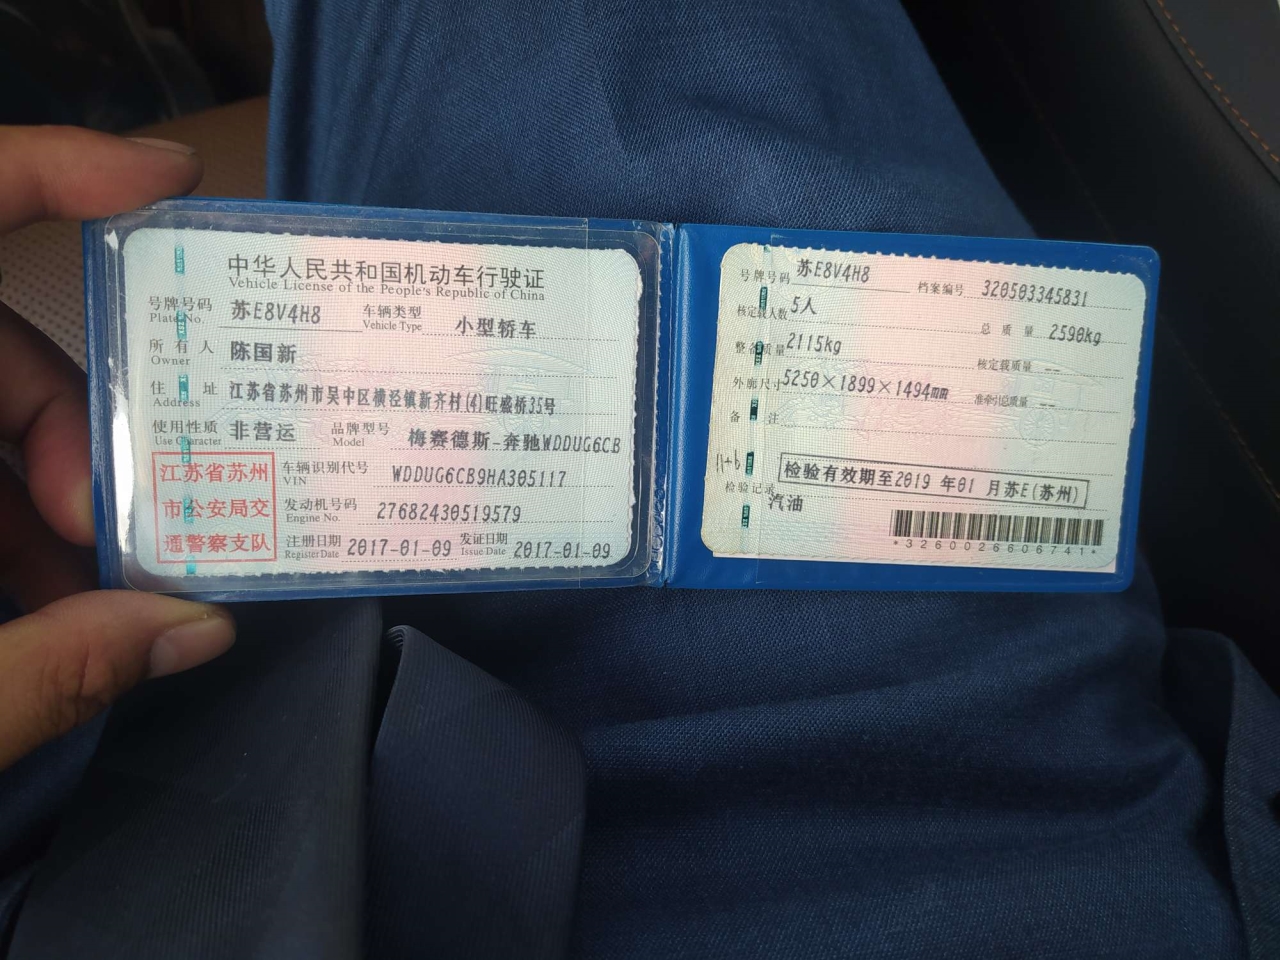 中华人民共和国机动车行驶证
Vehicle License of the People's Republic of China
号牌号码 苏E8V4H8 车辆类型 小型轿车
Plate No. Vehicle Type
所有人 陈国新
Owner
住址 江苏省苏州市吴中区横泾镇新齐村(4)旺盛桥35号
Address
使用性质 非营运 品牌型号 梅赛德斯-奔驰WDDUG6CB
Use Character Model
江苏省苏州
市公安局交
通警察支队
车辆识别代号 WDDUG6CB9HA305117
VIN
发动机号码 27682430519579
Engine No.
注册日期 2017-01-09 发证日期 2017-01-09
Register Date Issue Date
号牌号码 苏E8V4H8 档案编号 320503345831
核定载人数 5人 总质量 2590kg
整备质量 2115kg 核定载质量 --
外廓尺寸 5250×1899×1494mm 准牵引总质量 --
备注
检验有效期至2019年01月苏E(苏州)
检验记录
汽油
*3260026606741*